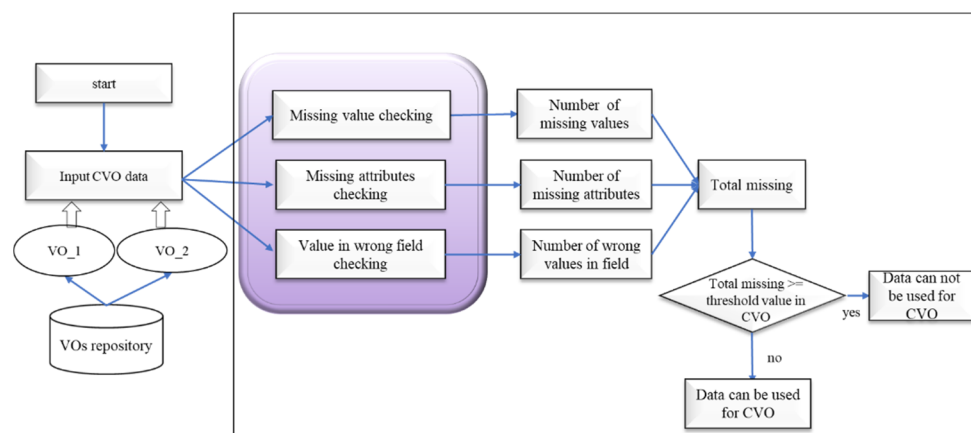 start
Input CVO data
VO_1
VO_2
VOs repository
Missing value checking
Missing attributes
checking
Value in wrong field
checking
Number of
missing values
Number of
missing attributes
Number of wrong
values in field
Total missing
Total missing >=
threshold value in
CVO
yes
Data can not
be used for
CVO
no
Data can be used
for CVO